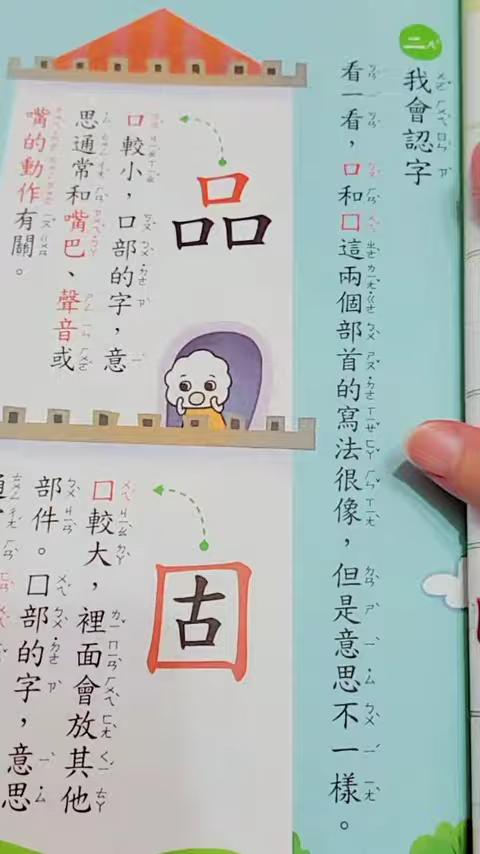 二
我會認字
看一看，口和囗這兩個部首的寫法很像，但是意思不一樣。
品
口較小，口部的字，意
思通常和嘴巴、聲音或
嘴的動作有關。
固
囗較大，裡面會放其他
部件。囗部的字，意思